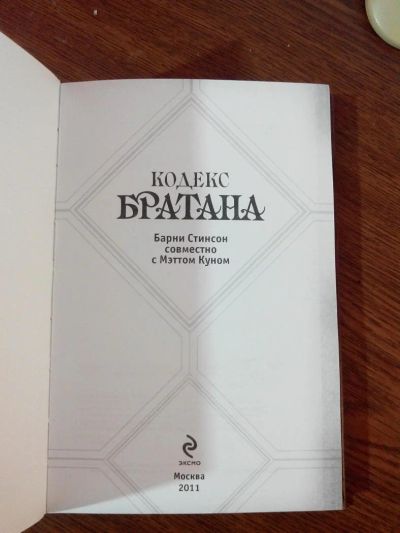 КОДЕКС
БРАТАНА
Барни Стинсон
совместно
с Мэттом Куном
ЭКСМО
Москва
2011